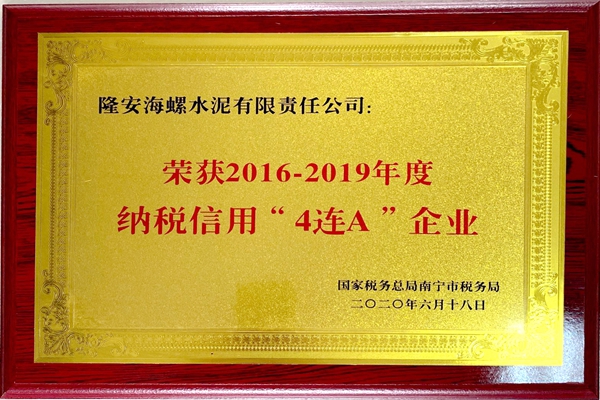 隆安海螺水泥有限责任公司：
荣获2016-2019年度
纳税信用“4连A”企业
国家税务总局南宁市税务局
二〇二〇年六月十八日